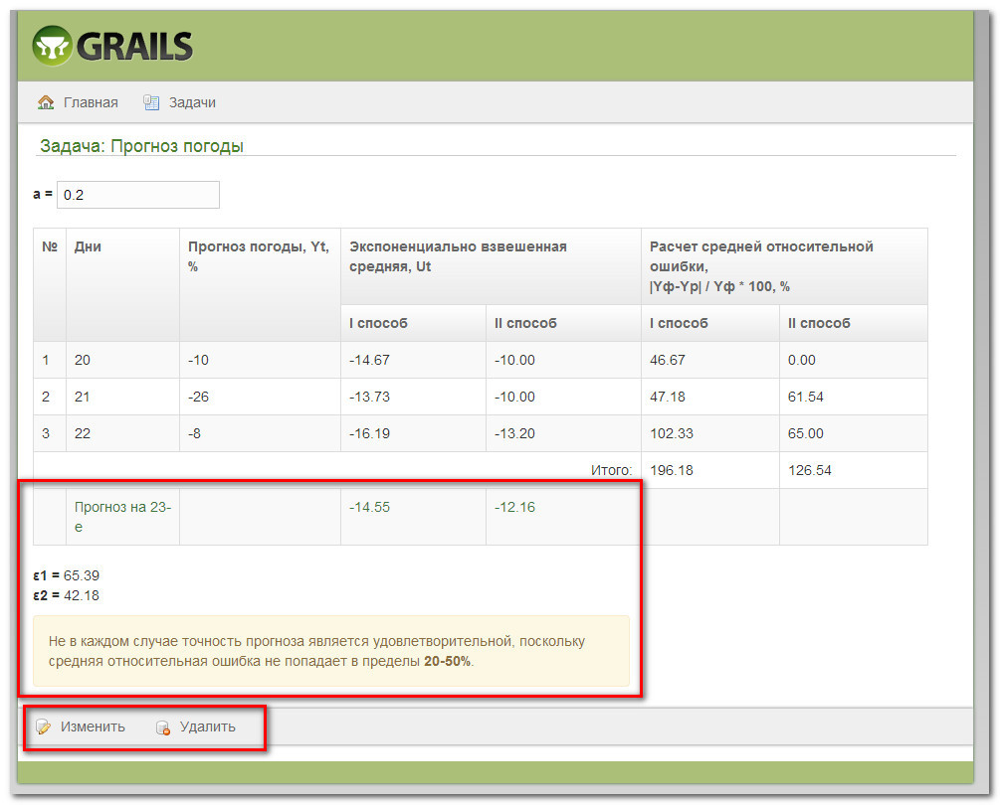 GRAILS
Главная Задачи
Задача: Прогноз погоды
a = 0.2
№ Дни Прогноз погоды, Yt, Экспоненциально взвешенная Расчет средней относительной
% средняя, Ut ошибки,
|Yф-Yр| / Yф * 100, %
I способ II способ I способ II способ
1 20 -10 -14.67 -10.00 46.67 0.00
2 21 -26 -13.73 -10.00 47.18 61.54
3 22 -8 -16.19 -13.20 102.33 65.00
Итого: 196.18 126.54
Прогноз на 23- -14.55 -12.16
е
ε1 = 65.39
ε2 = 42.18
Не в каждом случае точность прогноза является удовлетворительной, поскольку
средняя относительная ошибка не попадает в пределы 20-50%.
Изменить Удалить